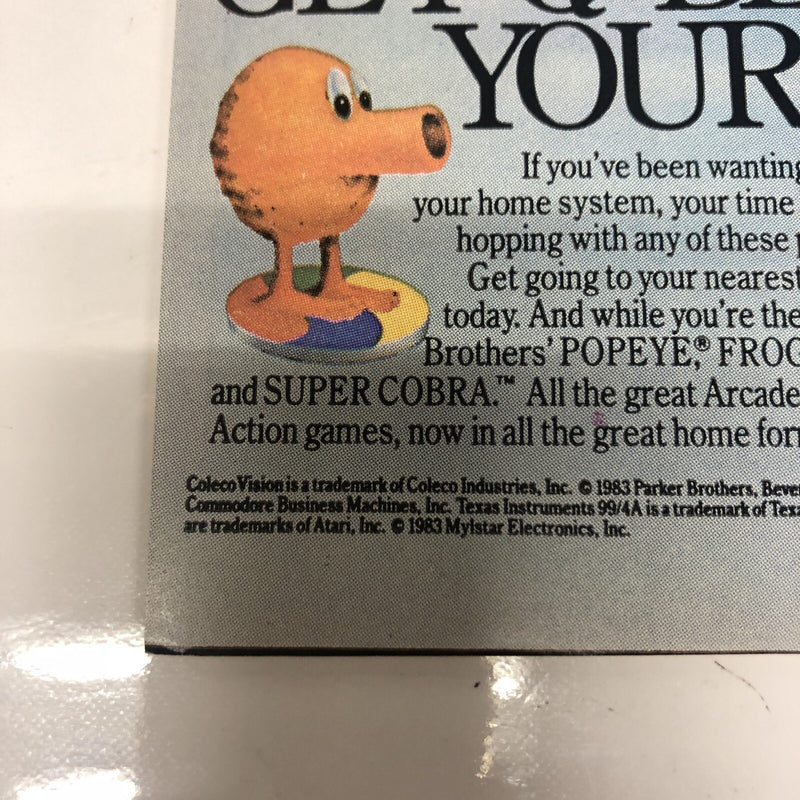 YOUR
If you've been wanting
your home system, your time
hopping with any of these
Get going to your nearest
today. And while you're the
Brothers' POPEYE,® FROG
and SUPER COBRA.™ All the great Arcade
Action games, now in all the great home for
ColecoVision is a trademark of Coleco Industries, Inc. © 1983 Parker Brothers, Beve
Commodore Business Machines, Inc. Texas Instruments 99/4A is a trademark of Texa
are trademarks of Atari, Inc. © 1983 Mylstar Electronics, Inc.